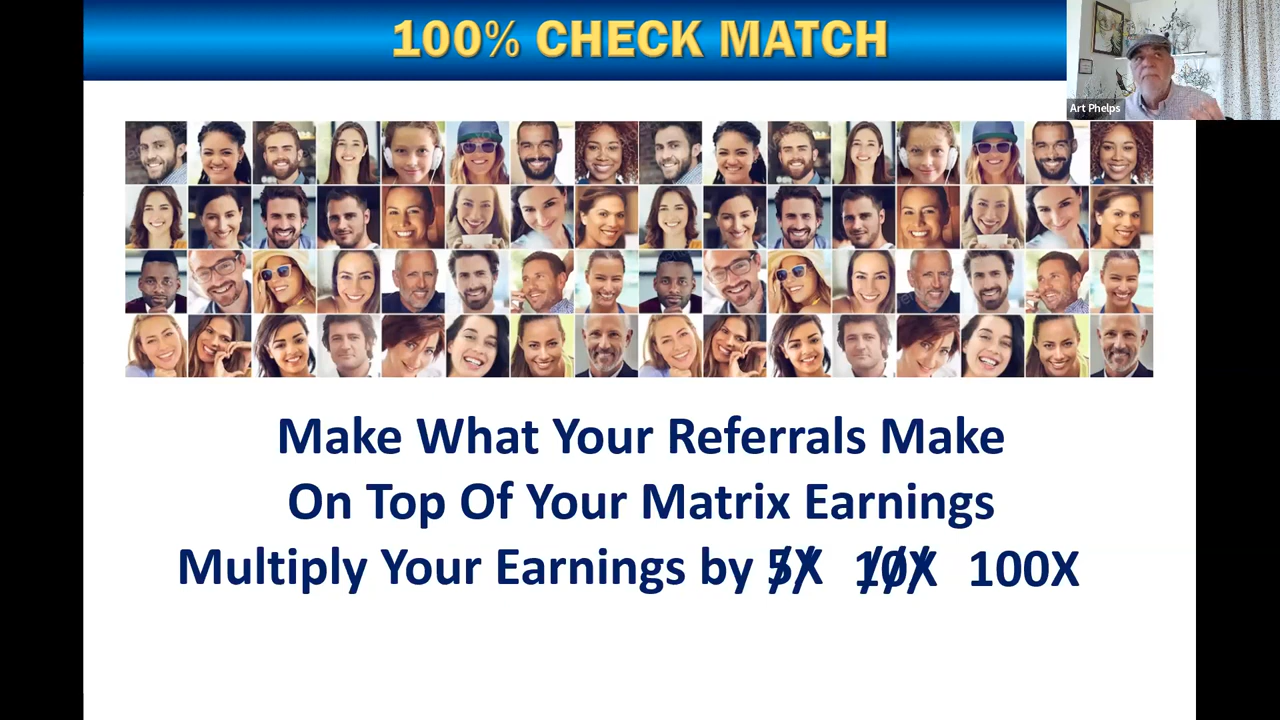 100% CHECK MATCH
Art Phelps
Make What Your Referrals Make
On Top Of Your Matrix Earnings
Multiply Your Earnings by 5X 10X 100X